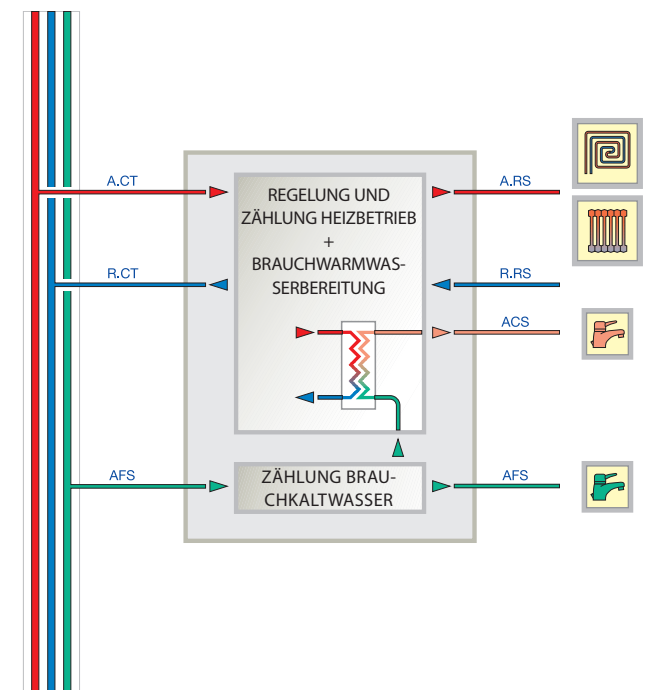 A.CT
A.RS
REGELUNG UND
ZÄHLUNG HEIZBETRIEB
+
BRAUCHWARMWAS-
SERBEREITUNG
R.CT
R.RS
ACS
AFS
ZÄHLUNG BRAU-
CHKALTWASSER
AFS